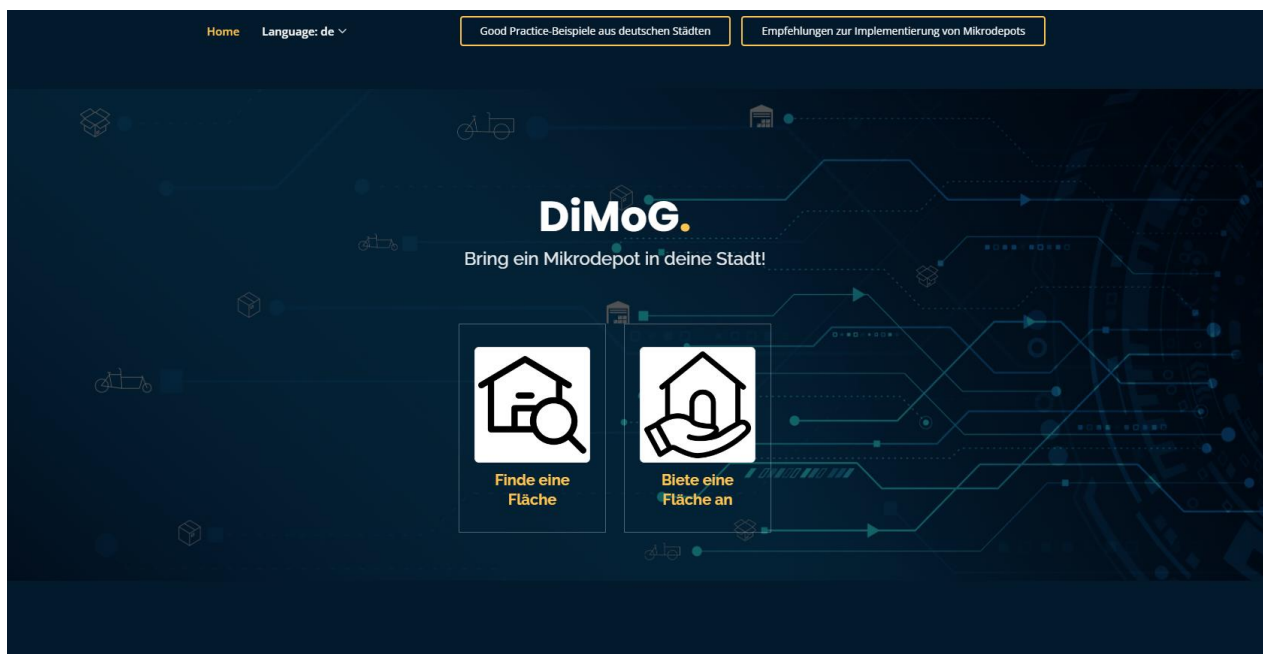 Home
Language: de
Good Practice-Beispiele aus deutschen Städten
Empfehlungen zur Implementierung von Mikrodepots
DiMoG.
Bring ein Mikrodepot in deine Stadt!
Finde eine
Fläche
Biete eine
Fläche an